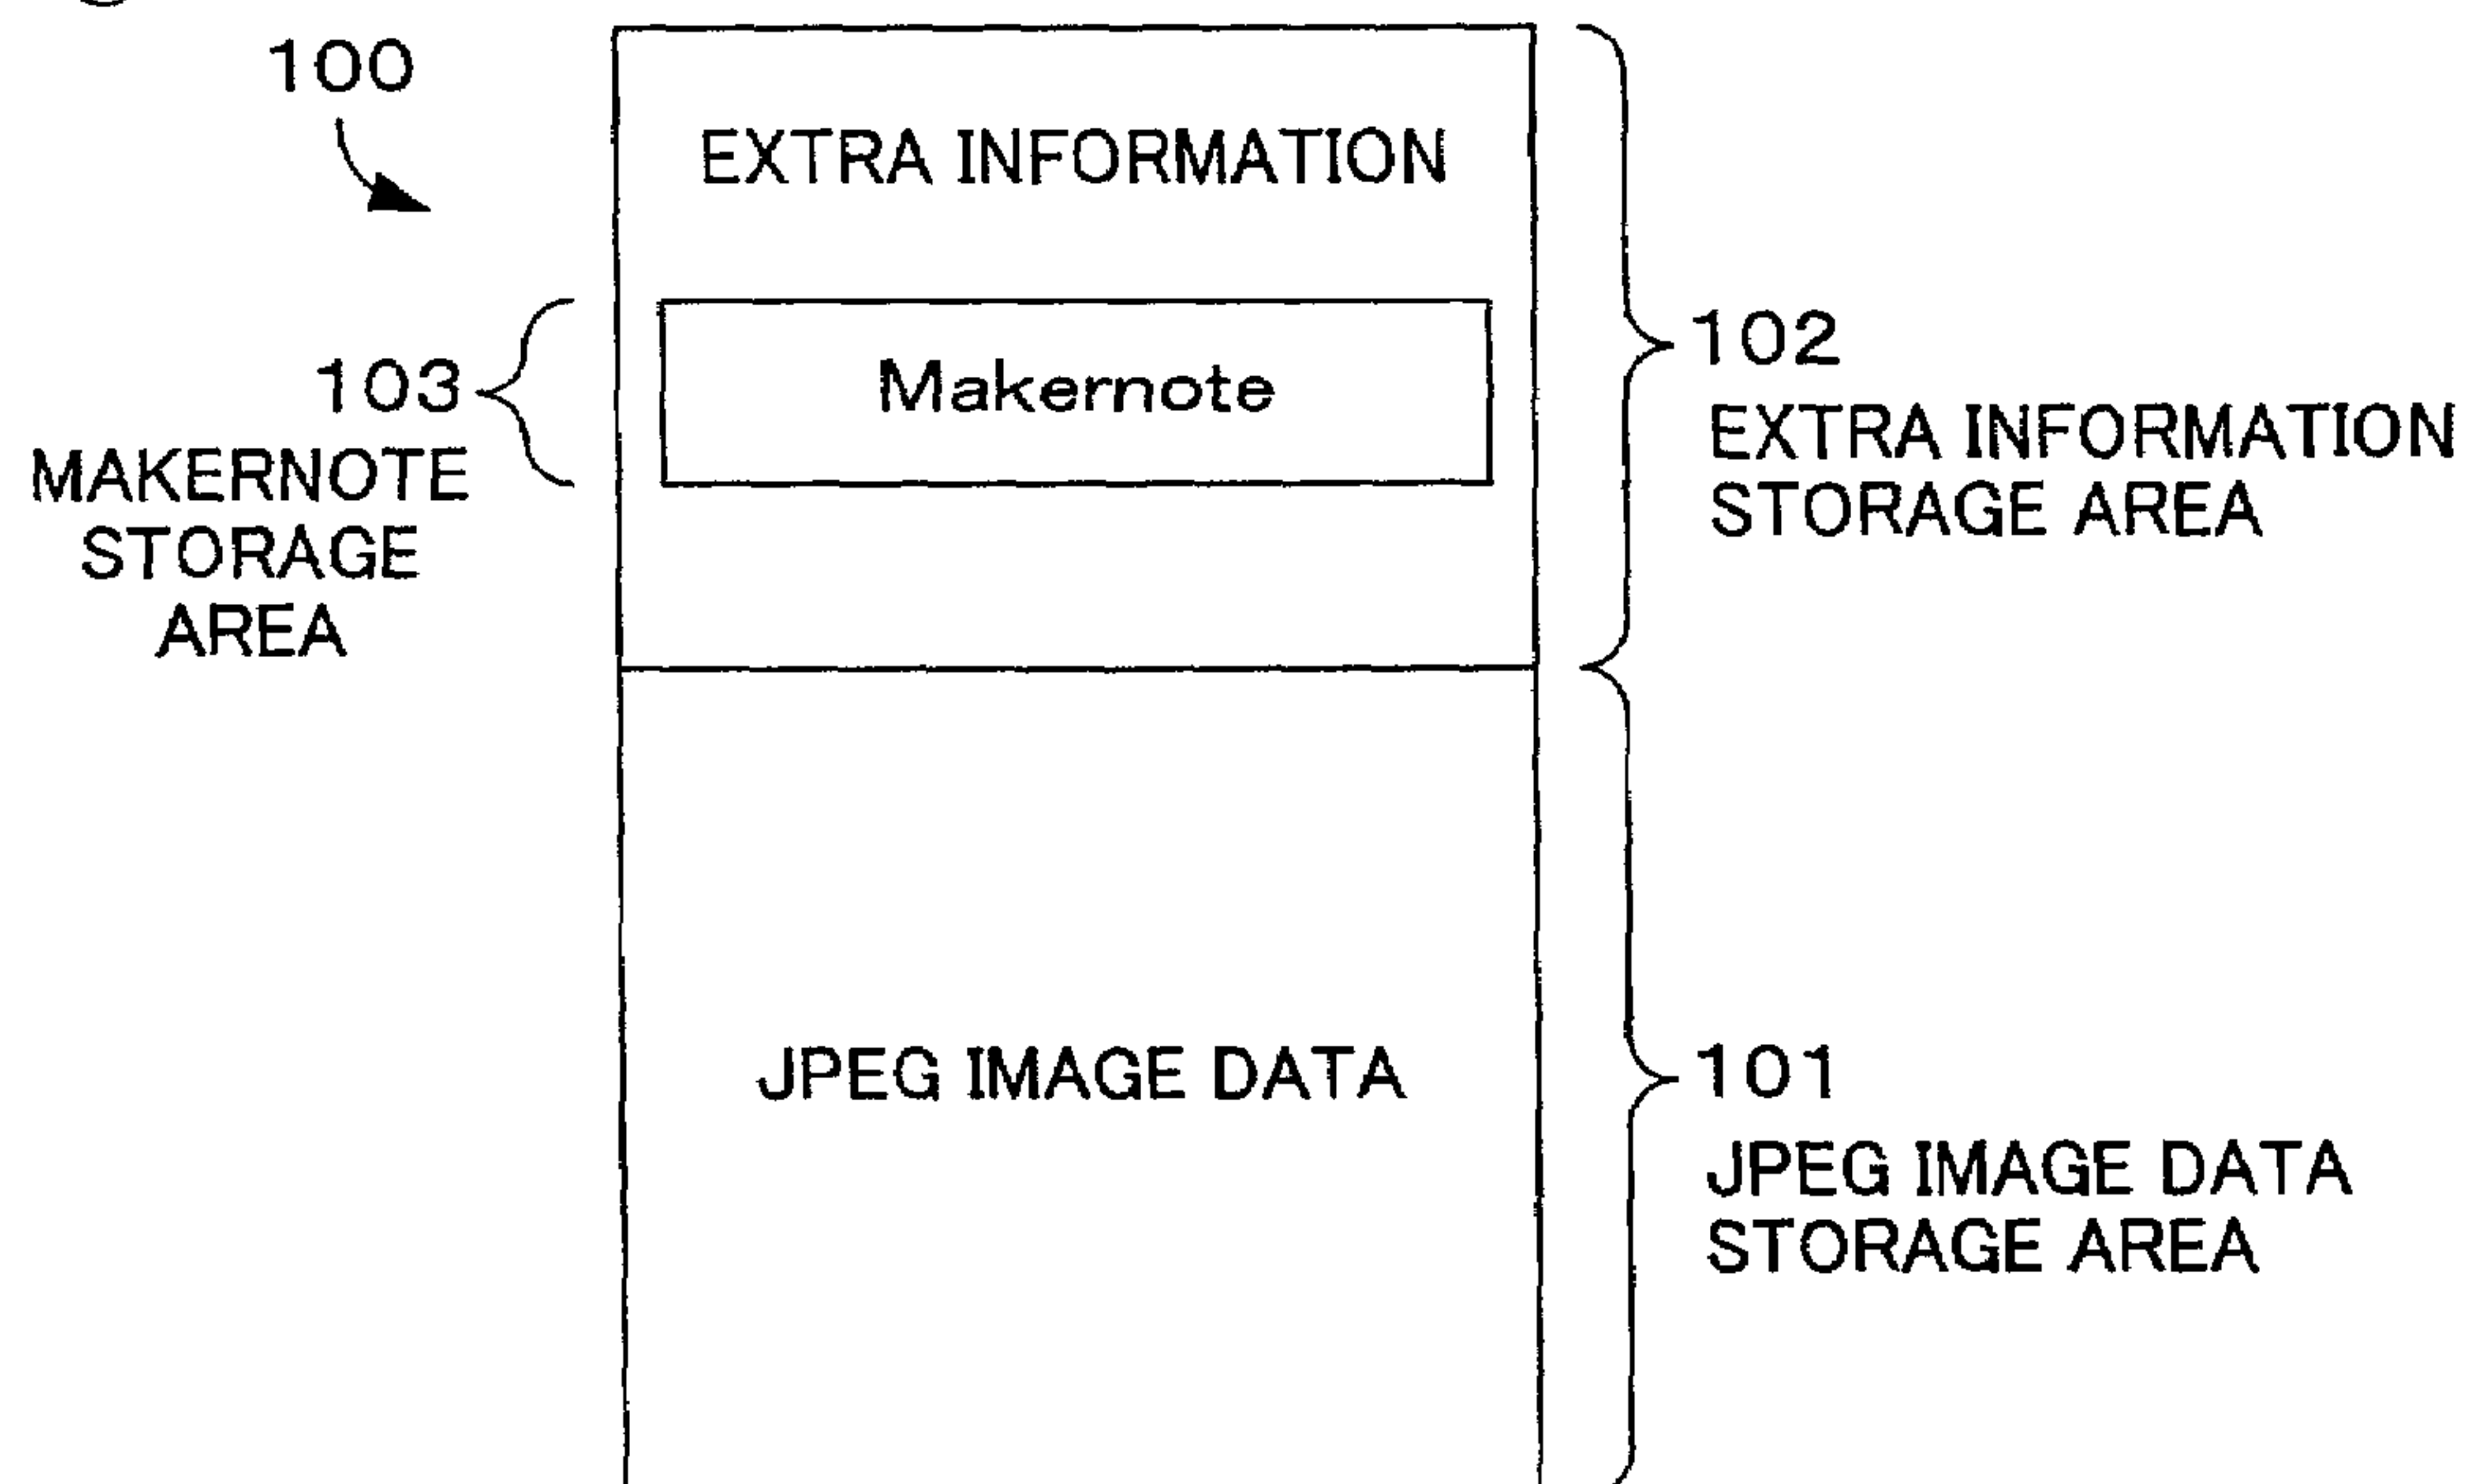 100
EXTRA INFORMATION
Makernote
103
MAKERNOTE
STORAGE
AREA
102
EXTRA INFORMATION
STORAGE AREA
JPEG IMAGE DATA
101
JPEG IMAGE DATA
STORAGE AREA